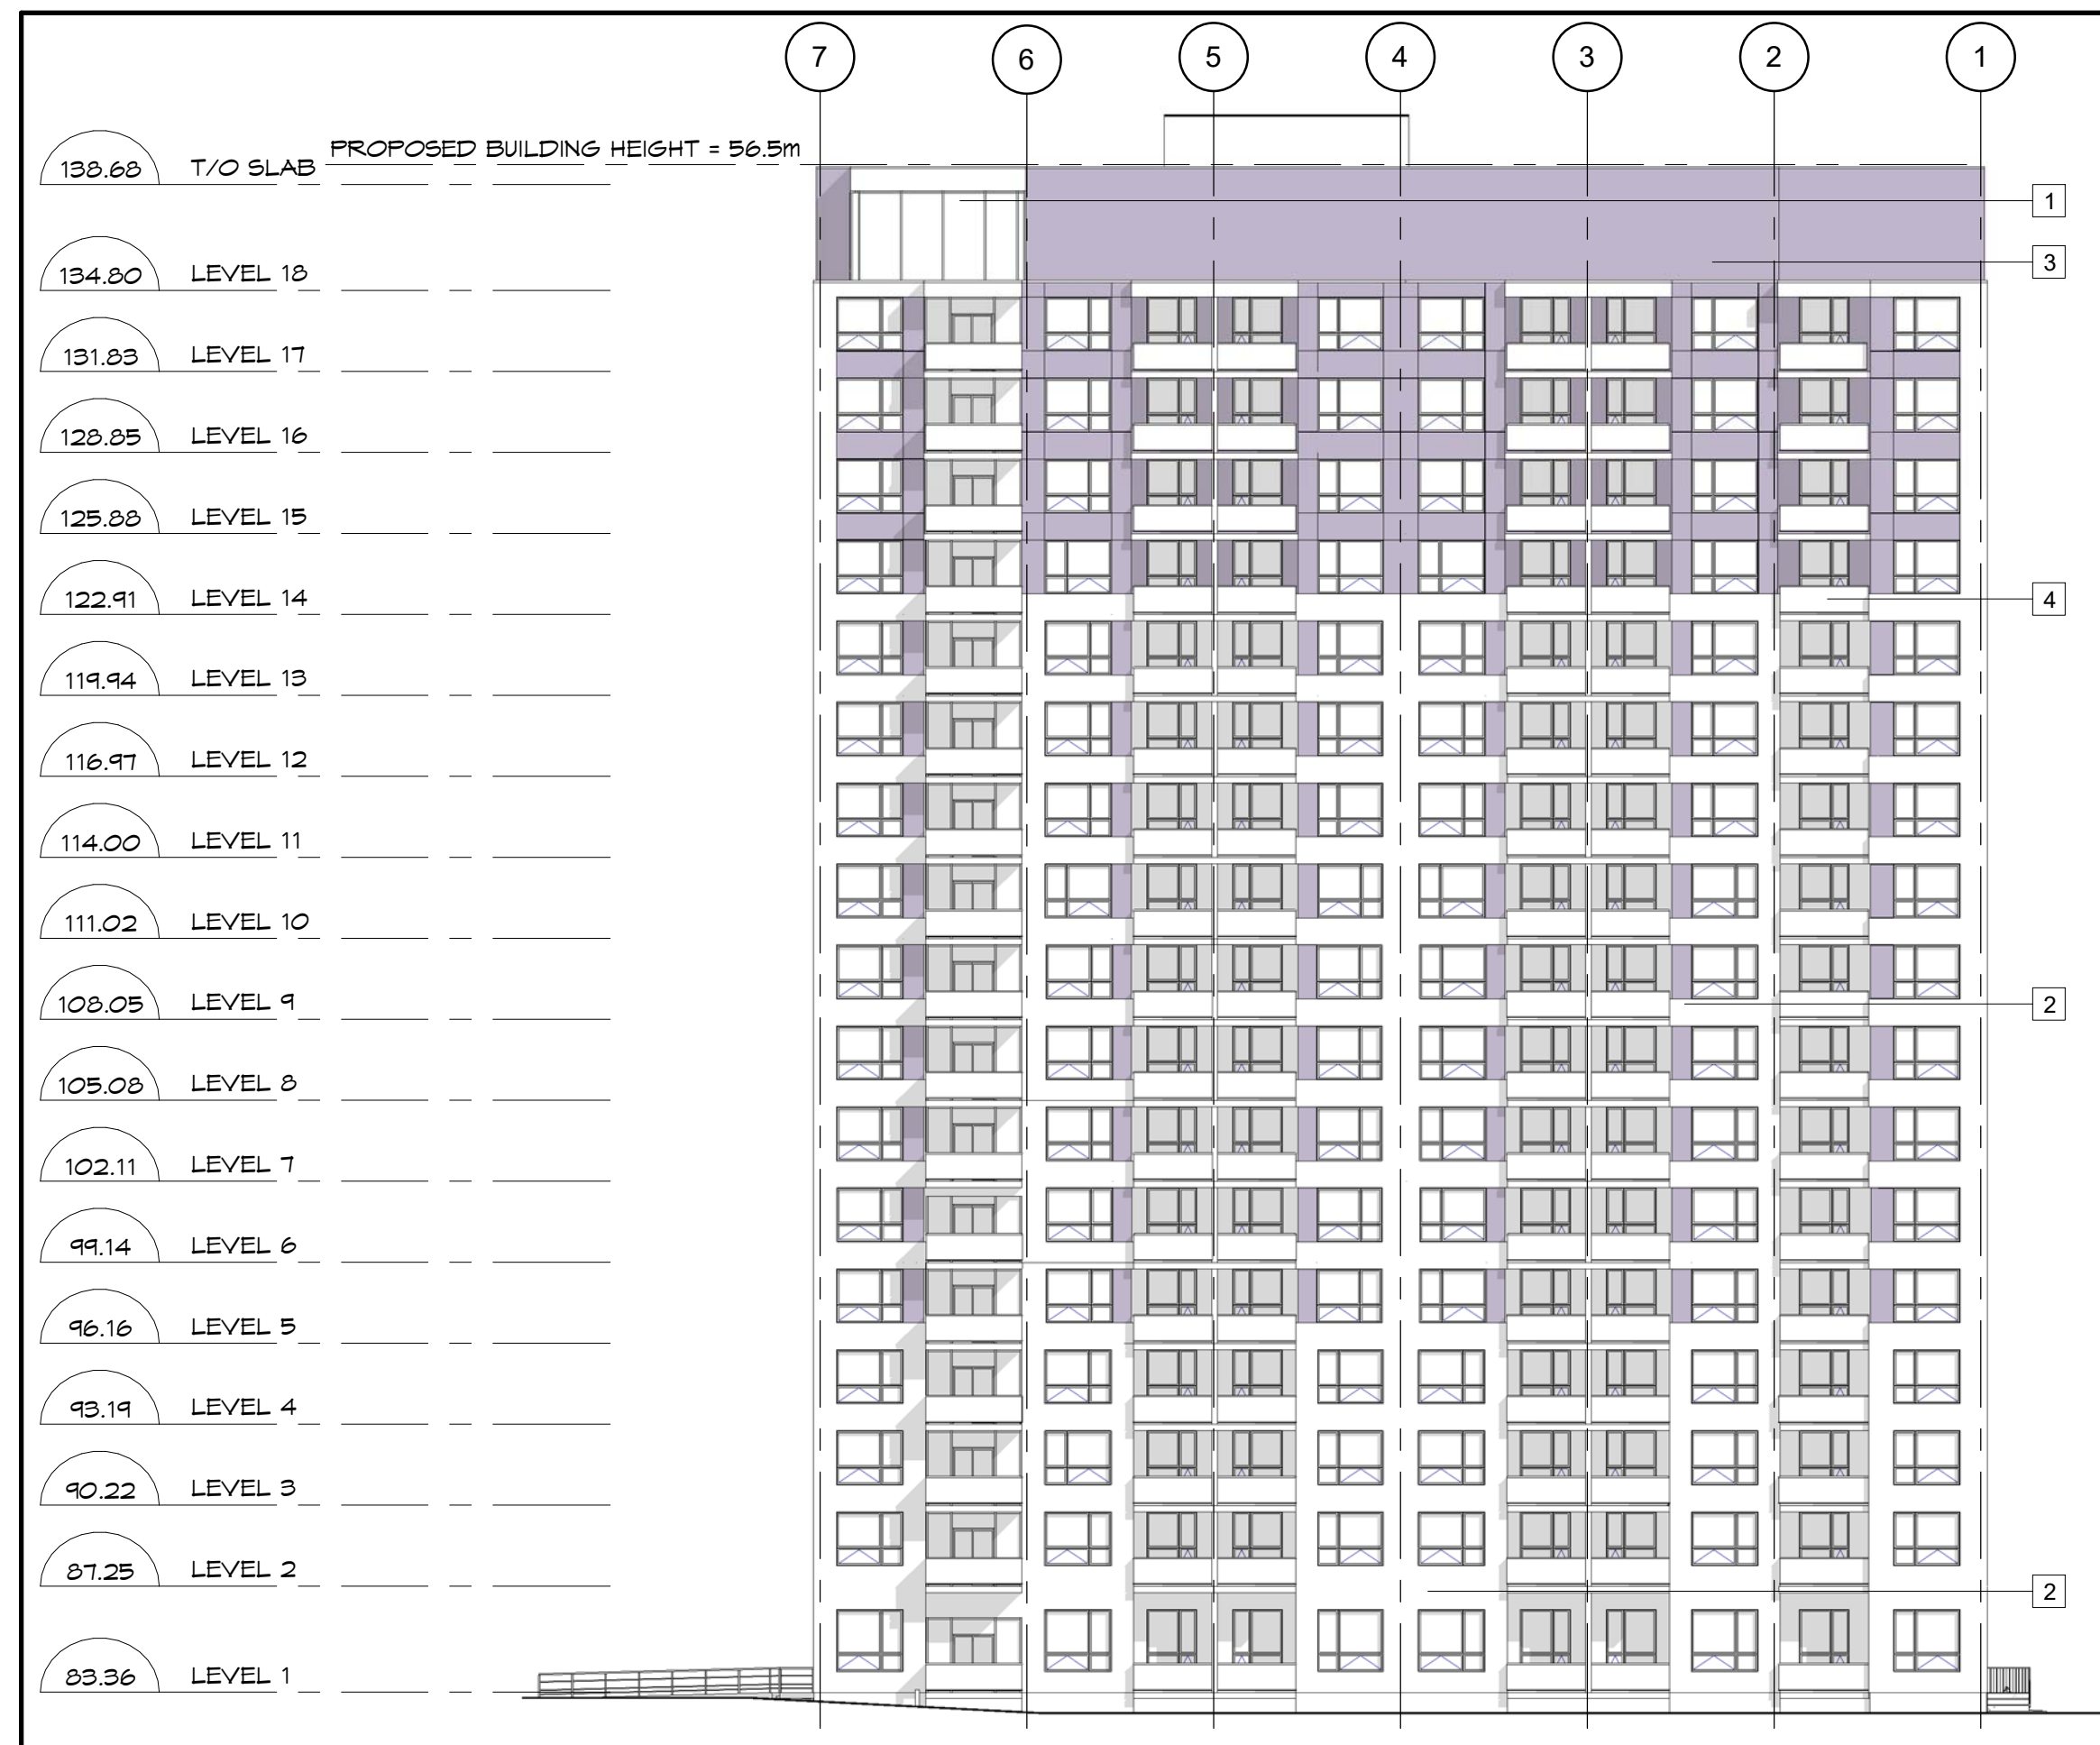 7 6 5 4 3 2 1
PROPOSED BUILDING HEIGHT = 56.5m
138.68 T/O SLAB
1
3
134.80 LEVEL 18
131.83 LEVEL 17
128.85 LEVEL 16
125.88 LEVEL 15
122.91 LEVEL 14
4
119.94 LEVEL 13
116.97 LEVEL 12
114.00 LEVEL 11
111.02 LEVEL 10
108.05 LEVEL 9
2
105.08 LEVEL 8
102.11 LEVEL 7
99.14 LEVEL 6
96.16 LEVEL 5
93.19 LEVEL 4
90.22 LEVEL 3
87.25 LEVEL 2
2
83.36 LEVEL 1